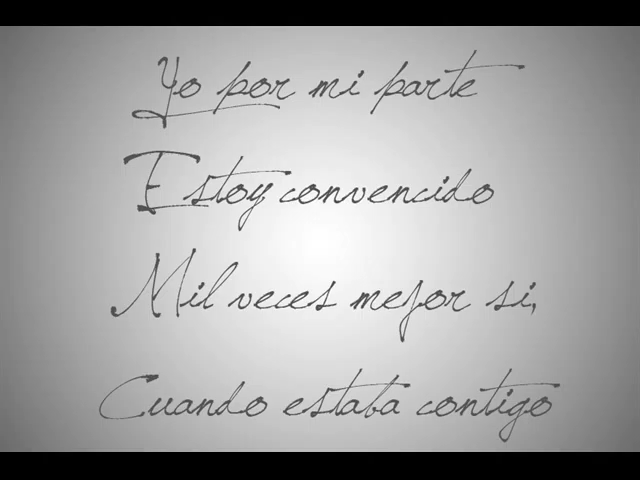 Yo por mi parte
Estoy convencido
Mil veces mejor si,
Cuando estaba contigo